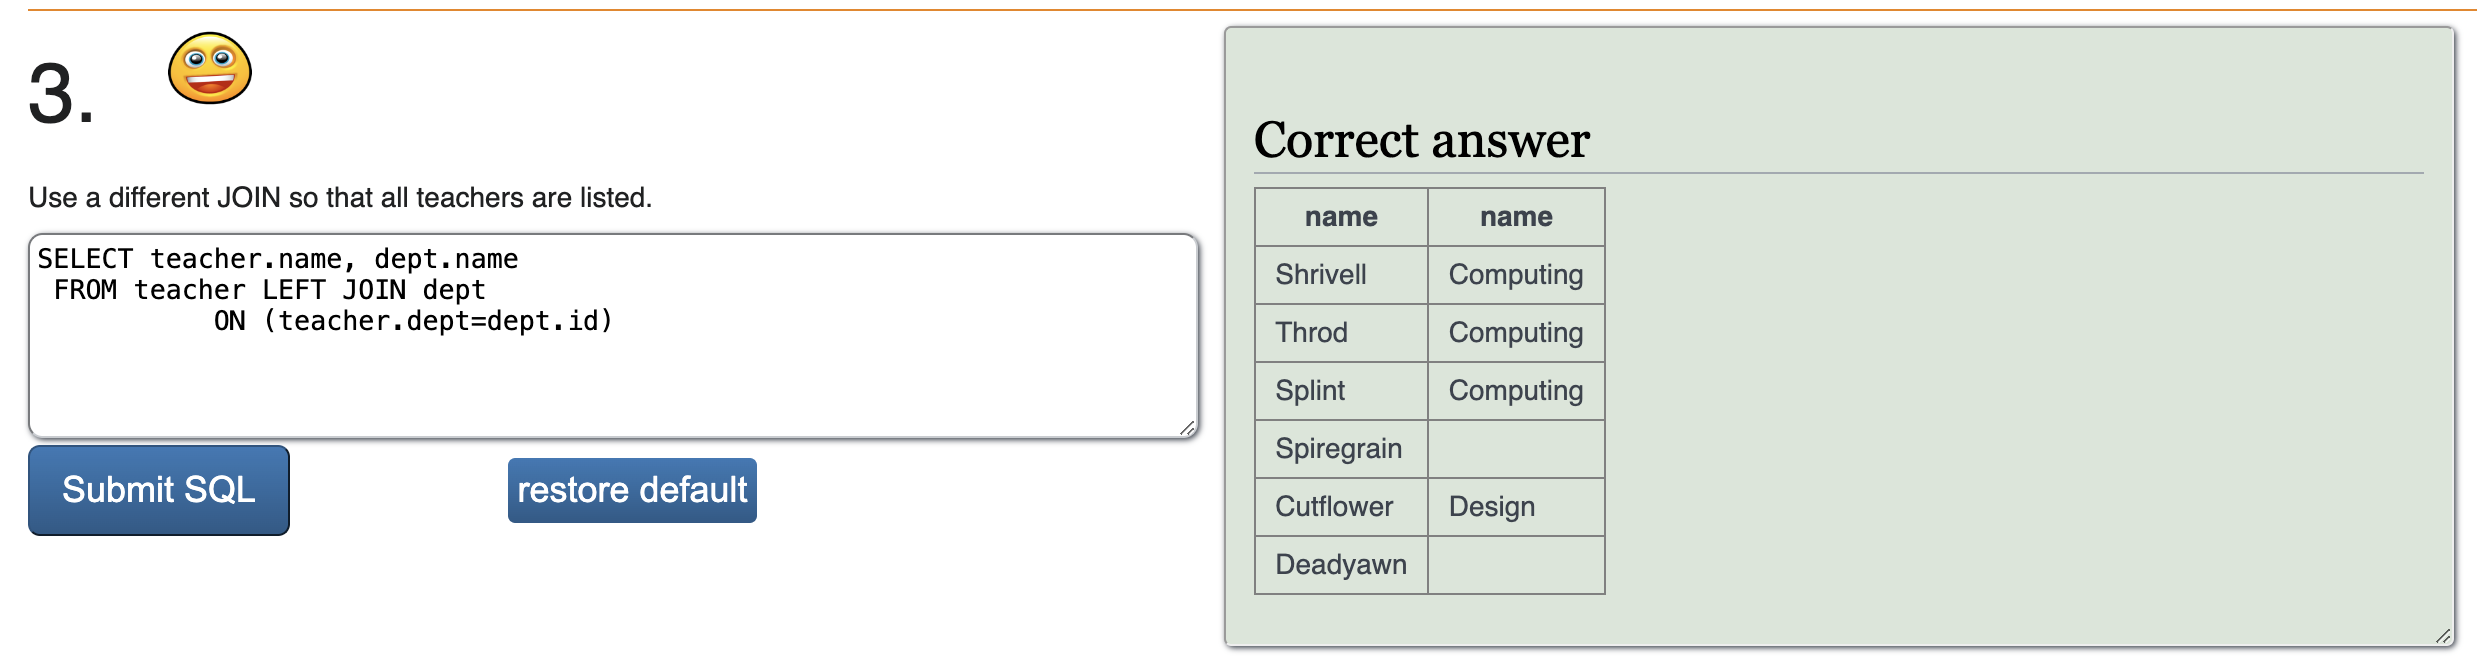 3.
Use a different JOIN so that all teachers are listed.
SELECT teacher.name, dept.name
 FROM teacher LEFT JOIN dept
           ON (teacher.dept=dept.id)
Submit SQL
restore default
Correct answer
name name
Shrivell Computing
Throd Computing
Splint Computing
Spiregrain
Cutflower Design
Deadyawn